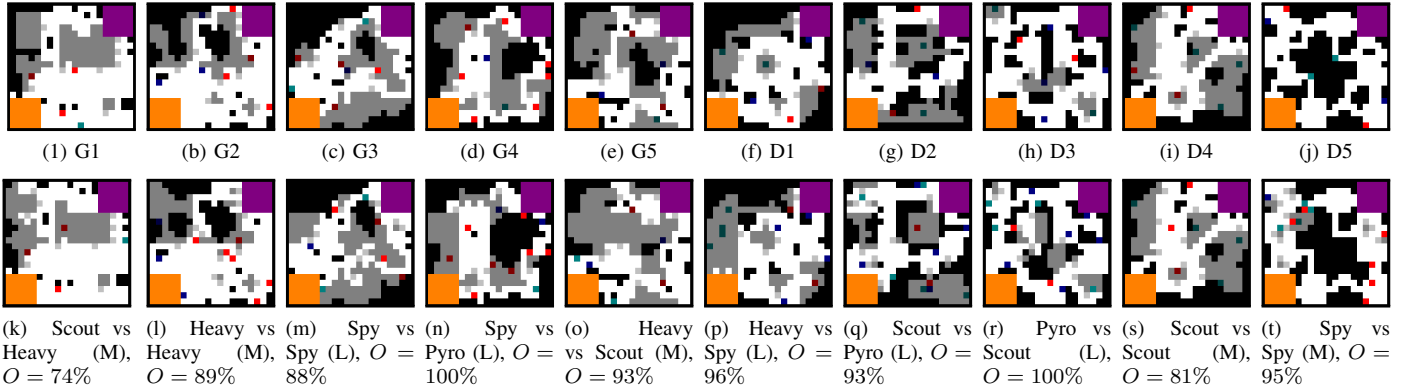 (1) G1 (b) G2 (c) G3 (d) G4 (e) G5 (f) D1 (g) D2 (h) D3 (i) D4 (j) D5
(k) Scout vs
Heavy (M),
O = 74%
(l) Heavy vs
Heavy (M),
O = 89%
(m) Spy vs
Spy (L), O =
88%
(n) Spy vs
Pyro (L), O =
100%
(o) Heavy
vs Scout (M),
O = 93%
(p) Heavy vs
Spy (L), O =
96%
(q) Scout vs
Pyro (L), O =
93%
(r) Pyro vs
Scout (L),
O = 100%
(s) Scout vs
Scout (M),
O = 81%
(t) Spy vs
Spy (M), O =
95%